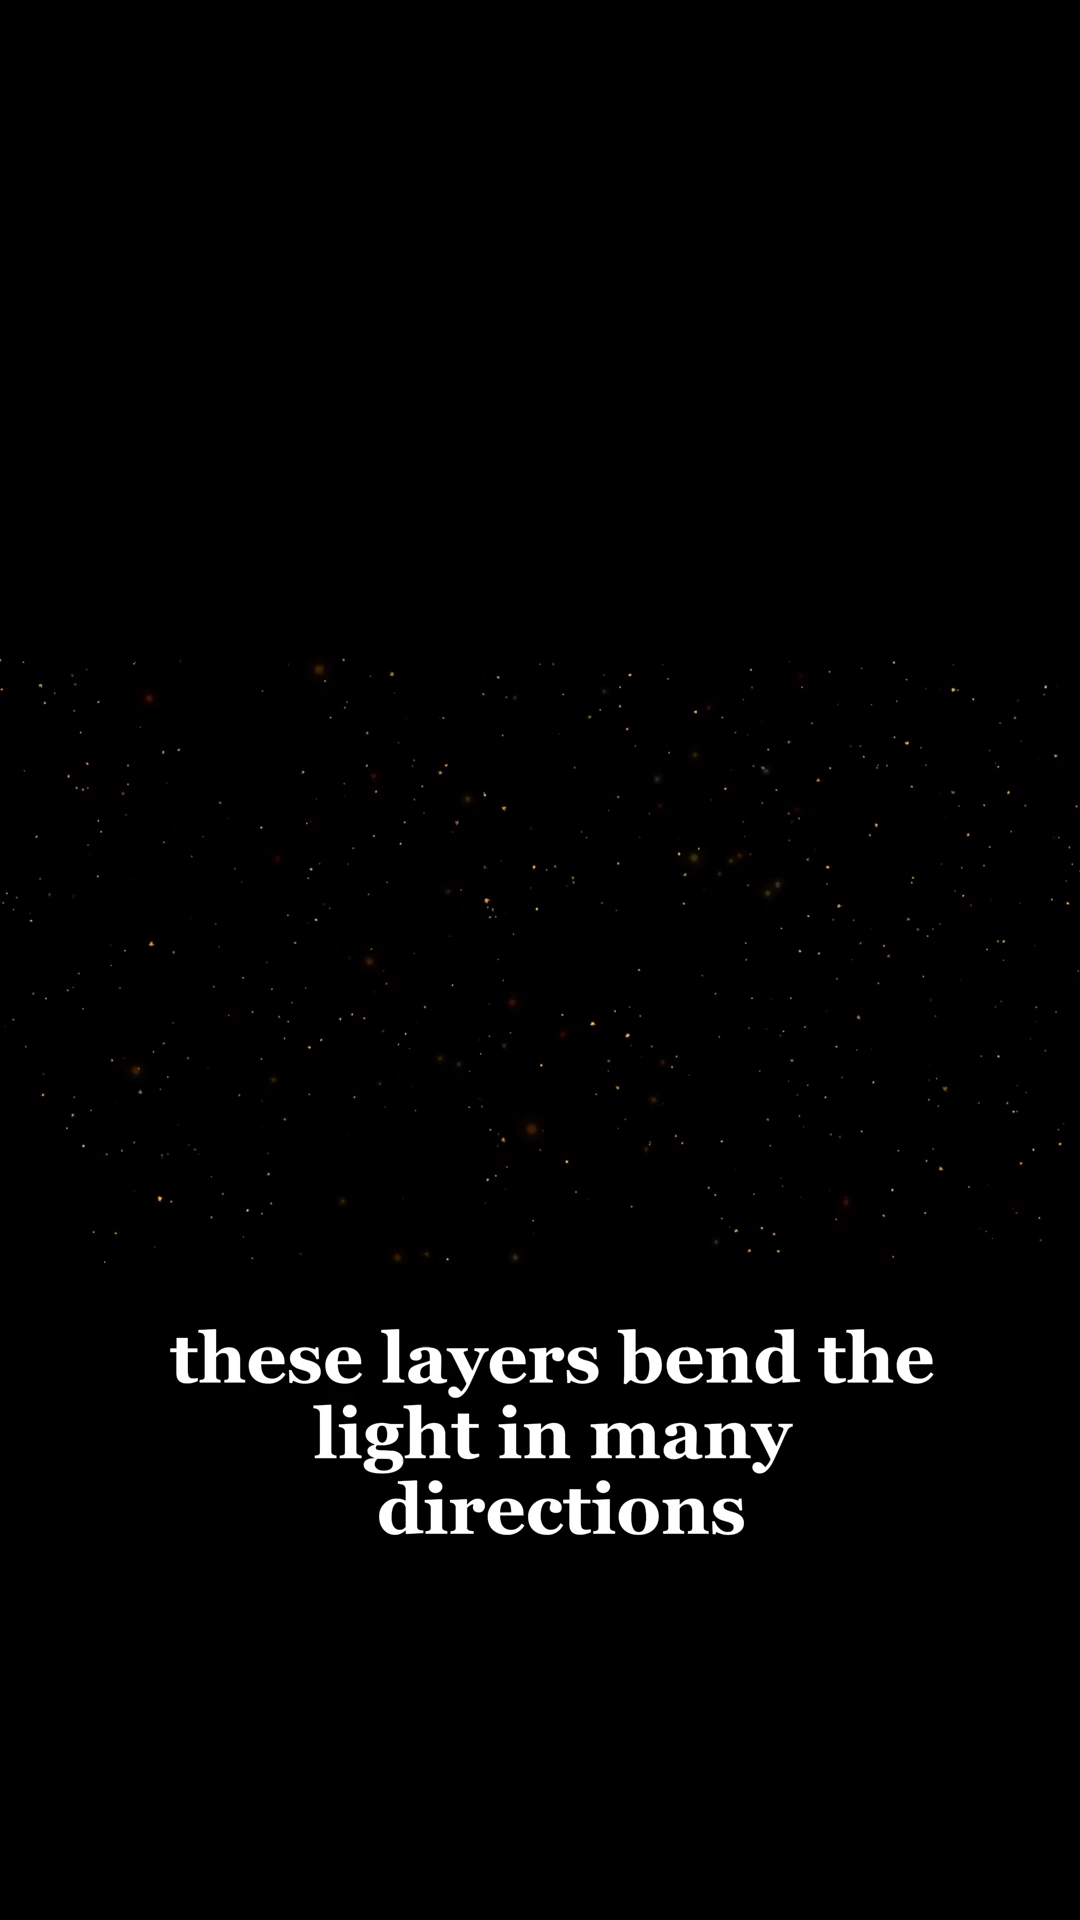 these layers bend the
light in many
directions